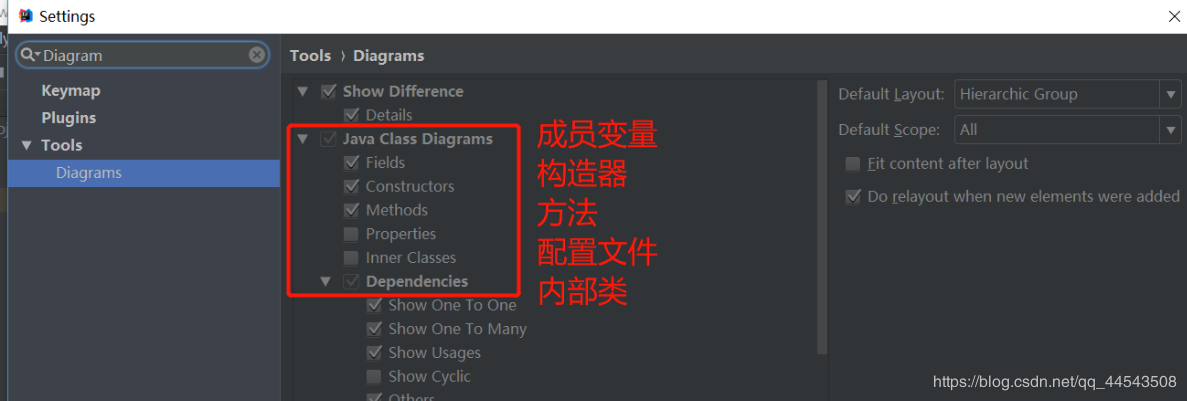 Settings
Diagram
Keymap
Plugins
Tools
Diagrams
Tools › Diagrams
Show Difference
Details
Java Class Diagrams
Fields
Constructors
Methods
Properties
Inner Classes
Dependencies
Show One To One
Show One To Many
Show Usages
Show Cyclic
Others
成员变量
构造器
方法
配置文件
内部类
Default Layout: Hierarchic Group
Default Scope: All
Fit content after layout
Do relayout when new elements were added
https://blog.csdn.net/qq_44543508